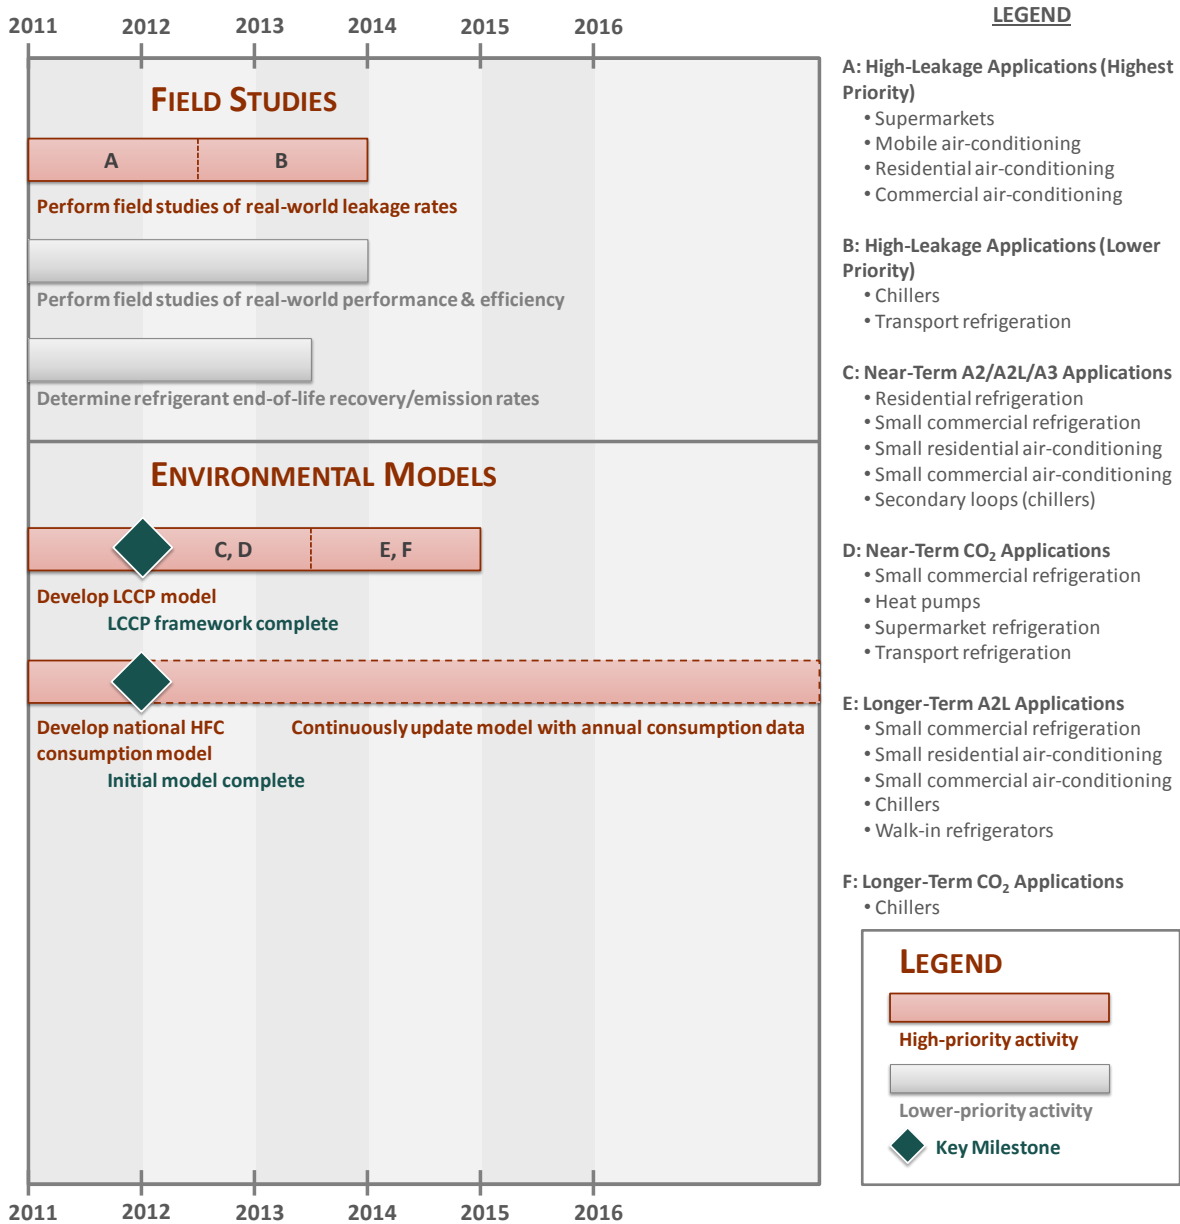 2011 2012 2013 2014 2015 2016
FIELD STUDIES
A B
Perform field studies of real-world leakage rates
Perform field studies of real-world performance & efficiency
Determine refrigerant end-of-life recovery/emission rates
ENVIRONMENTAL MODELS
C, D E, F
Develop LCCP model
LCCP framework complete
Develop national HFC
consumption model
Continuously update model with annual consumption data
Initial model complete
2011 2012 2013 2014 2015 2016
LEGEND
A: High-Leakage Applications (Highest
Priority)
• Supermarkets
• Mobile air-conditioning
• Residential air-conditioning
• Commercial air-conditioning
B: High-Leakage Applications (Lower
Priority)
• Chillers
• Transport refrigeration
C: Near-Term A2/A2L/A3 Applications
• Residential refrigeration
• Small commercial refrigeration
• Small residential air-conditioning
• Small commercial air-conditioning
• Secondary loops (chillers)
D: Near-Term CO₂ Applications
• Small commercial refrigeration
• Heat pumps
• Supermarket refrigeration
• Transport refrigeration
E: Longer-Term A2L Applications
• Small commercial refrigeration
• Small residential air-conditioning
• Small commercial air-conditioning
• Chillers
• Walk-in refrigerators
F: Longer-Term CO₂ Applications
• Chillers
LEGEND
High-priority activity
Lower-priority activity
Key Milestone